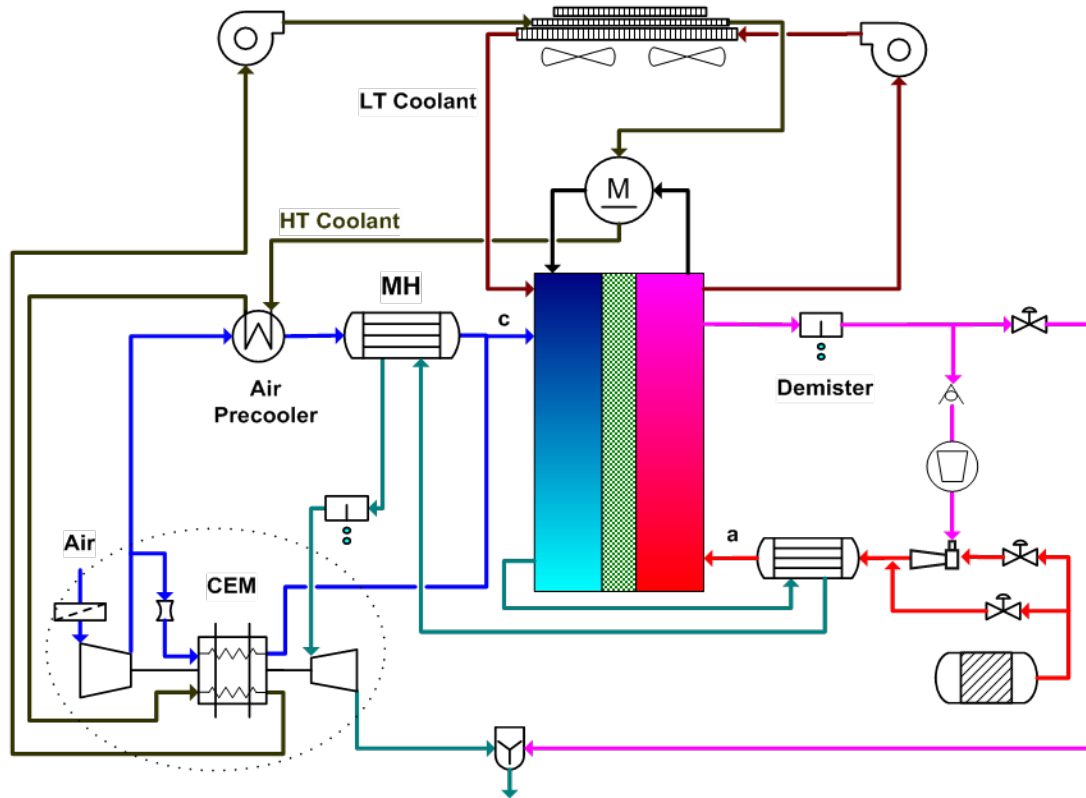 LT Coolant
M
HT Coolant
MH
c
Air
Precooler
Demister
a
Air
CEM